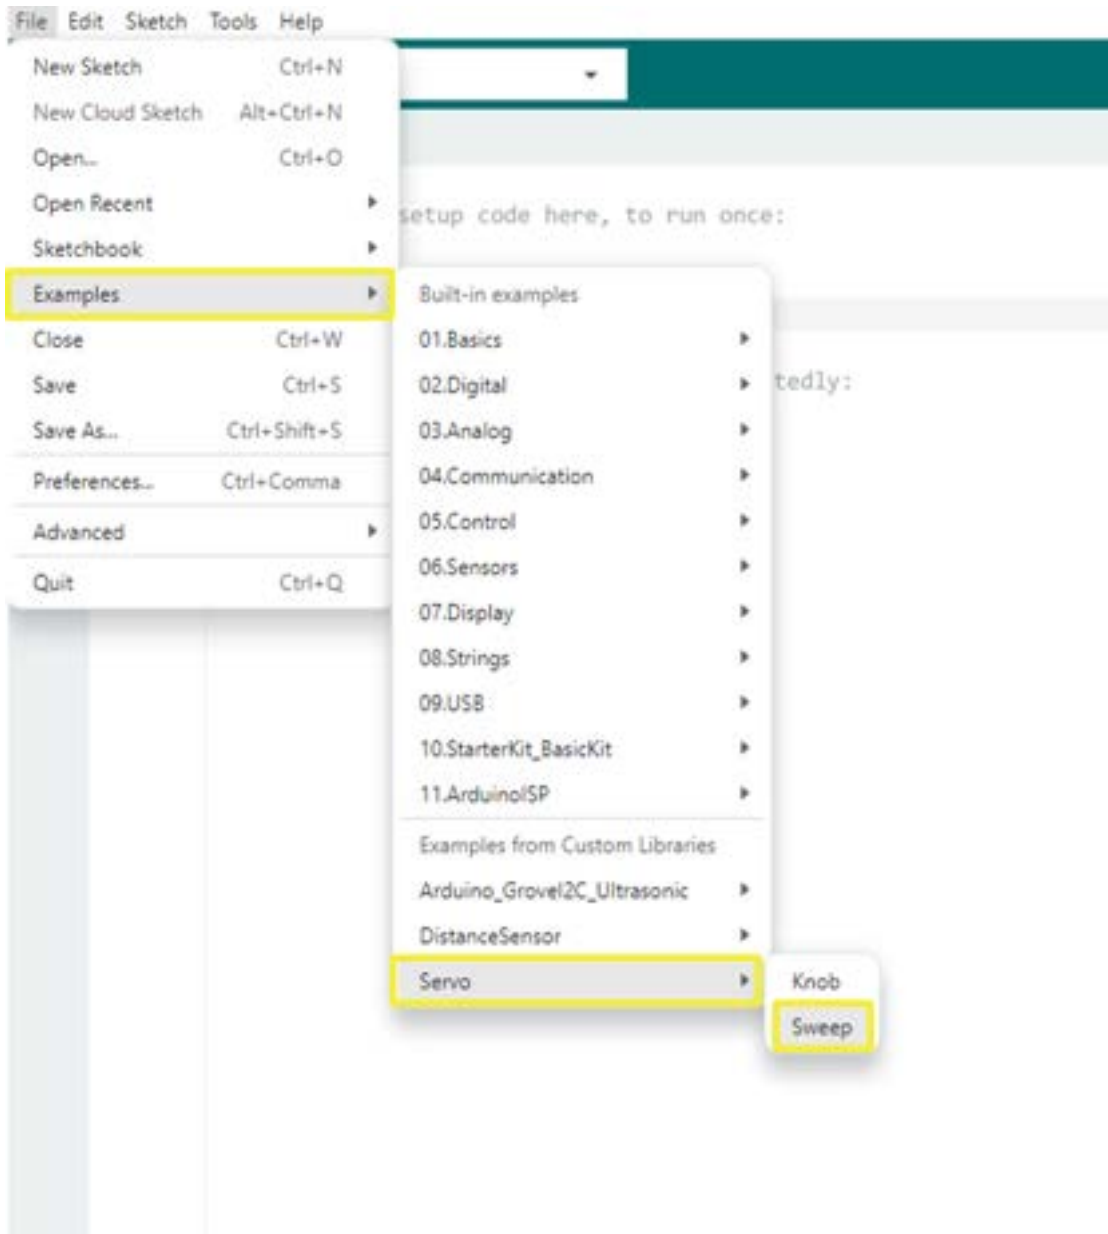 File Edit Sketch Tools Help
New Sketch Ctrl+N
New Cloud Sketch Alt+Ctrl+N
Open... Ctrl+O
Open Recent
Sketchbook
Examples
Close Ctrl+W
Save Ctrl+S
Save As... Ctrl+Shift+S
Preferences... Ctrl+Comma
Advanced
Quit Ctrl+Q
setup code here, to run once:
tedly:
Built-in examples
01.Basics
02.Digital
03.Analog
04.Communication
05.Control
06.Sensors
07.Display
08.Strings
09.USB
10.StarterKit_BasicKit
11.ArduinoISP
Examples from Custom Libraries
Arduino_GroveI2C_Ultrasonic
DistanceSensor
Servo
Knob
Sweep